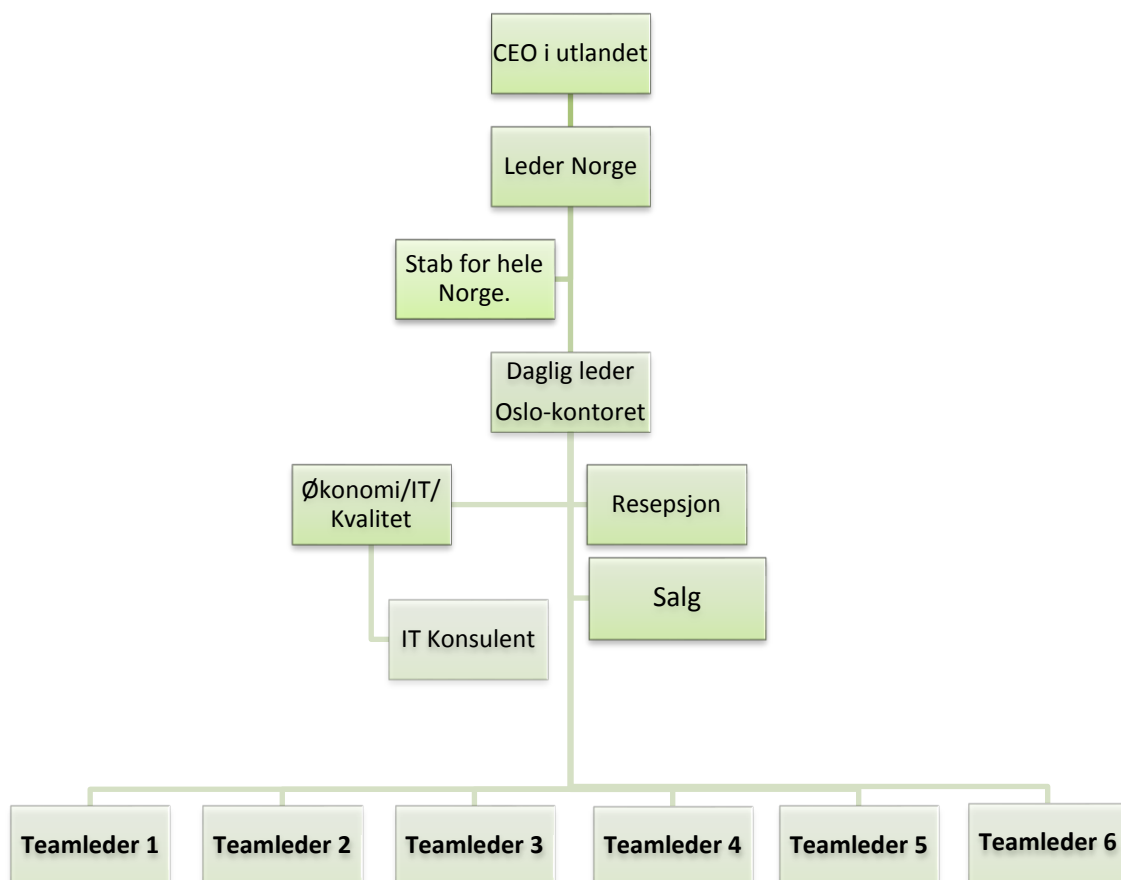 CEO i utlandet
Leder Norge
Stab for hele
Norge.
Daglig leder
Oslo-kontoret
Økonomi/IT/
Kvalitet
Resepsjon
Salg
IT Konsulent
Teamleder 1
Teamleder 2
Teamleder 3
Teamleder 4
Teamleder 5
Teamleder 6